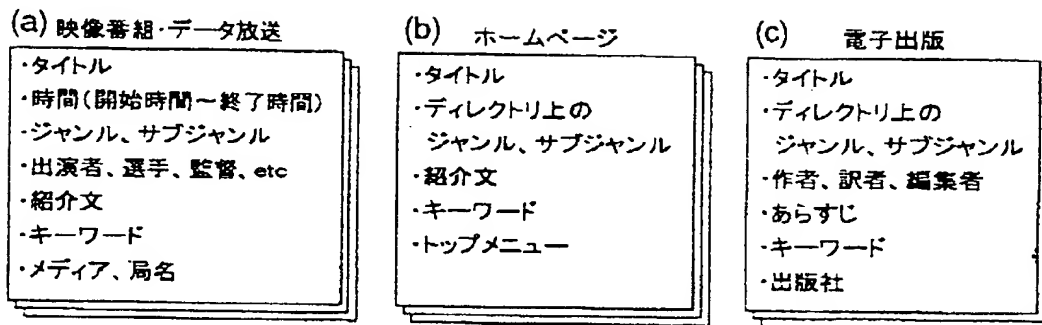 (a) 映像番組・データ放送
・タイトル
・時間(開始時間～終了時間)
・ジャンル、サブジャンル
・出演者、選手、監督、etc
・紹介文
・キーワード
・メディア、局名
(b) ホームページ
・タイトル
・ディレクトリ上の
ジャンル、サブジャンル
・紹介文
・キーワード
・トップメニュー
(c) 電子出版
・タイトル
・ディレクトリ上の
ジャンル、サブジャンル
・作者、訳者、編集者
・あらすじ
・キーワード
・出版社